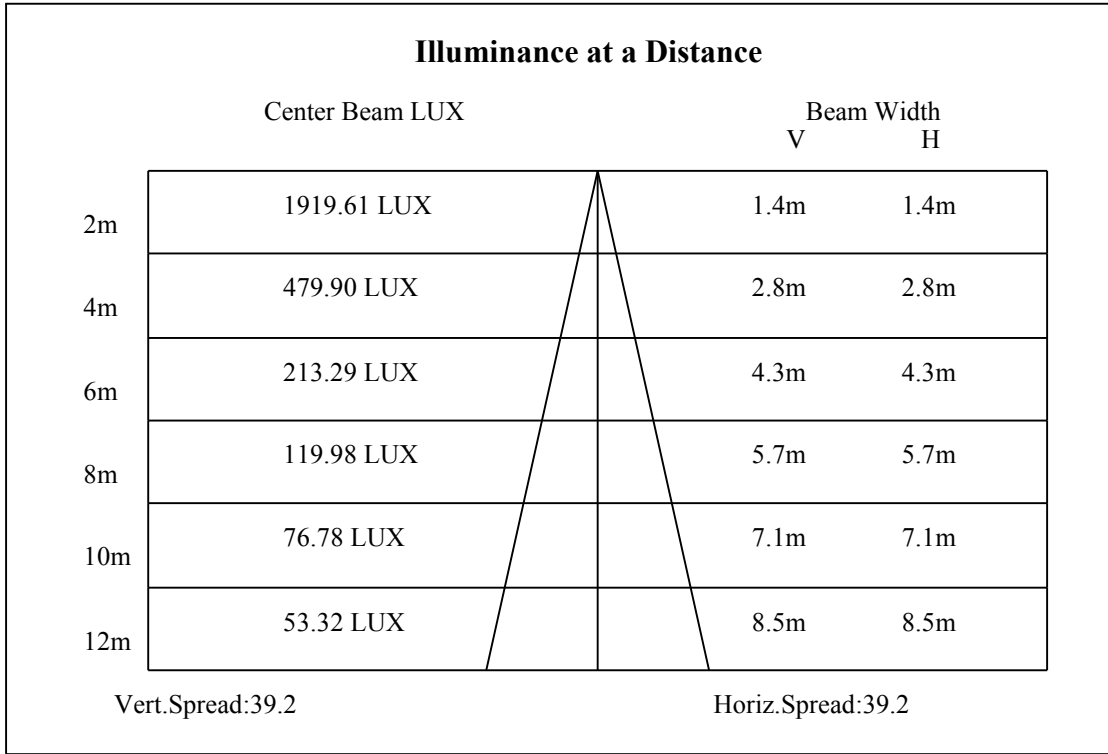 Illuminance at a Distance
Center Beam LUX Beam Width
V H
2m 1919.61 LUX 1.4m 1.4m
4m 479.90 LUX 2.8m 2.8m
6m 213.29 LUX 4.3m 4.3m
8m 119.98 LUX 5.7m 5.7m
10m 76.78 LUX 7.1m 7.1m
12m 53.32 LUX 8.5m 8.5m
Vert.Spread:39.2 Horiz.Spread:39.2